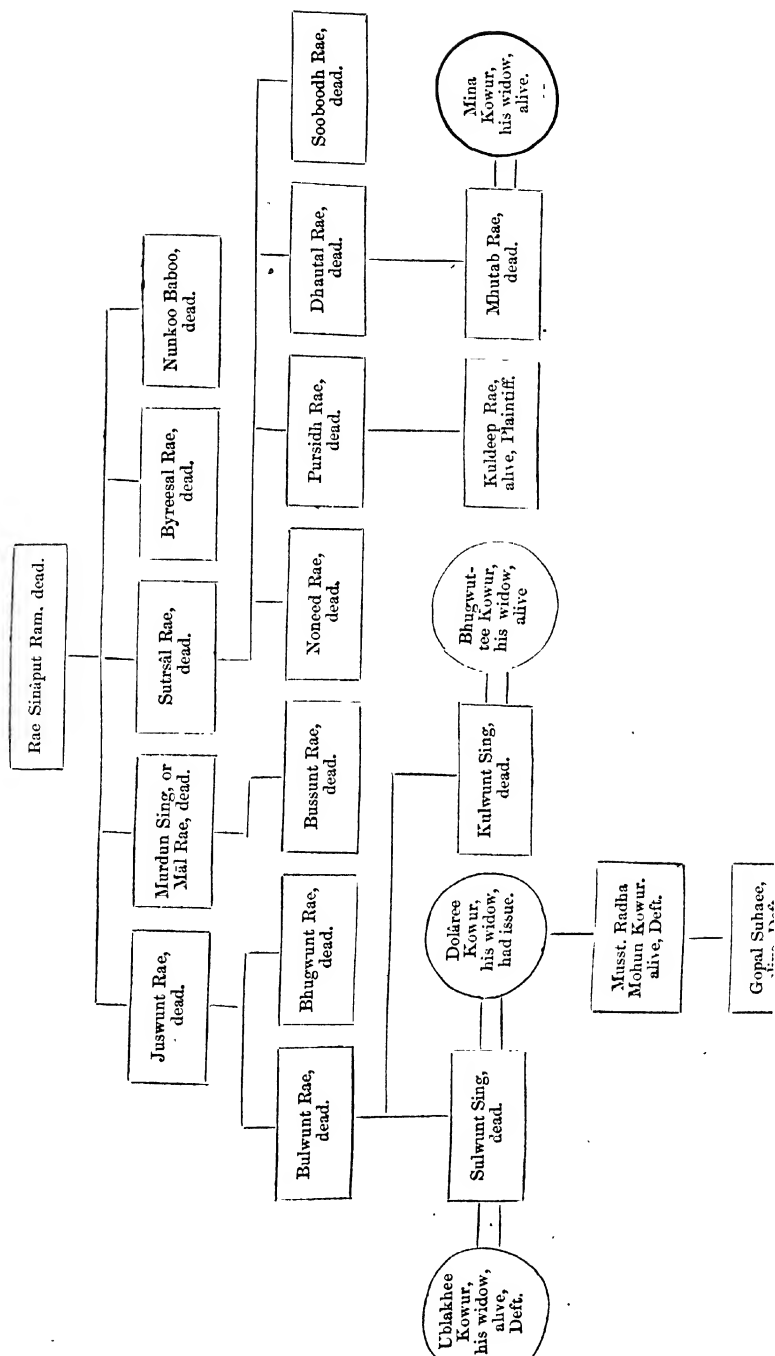 Rae Sinàput Ram. dead.
Juswunt Rae,
dead.
Murdun Sing, or
Mäl Rae, dead.
Sutrsâl Rae,
dead.
Byreesal Rae,
dead.
Nunkoo Baboo,
dead.
Bulwunt Rae,
dead.
Bhugwunt Rae,
dead.
Bussunt Rae,
dead.
Noneed Rae,
dead.
Pursidh Rae,
dead.
Dhautal Rae,
dead.
Sooboodh Rae,
dead.
Ublakhee
Kowur,
his widow,
alive,
Deft.
Sulwunt Sing,
dead.
Dolàree
Kowur,
his widow,
had issue.
Kulwunt Sing,
dead.
Bhugwut-
tee Kowur,
his widow,
alive
Kuldeep Rae,
alive, Plaintiff.
Mhutab Rae,
dead.
Mina
Kowur,
his widow,
alive.
Musst. Radha
Mohun Kowur.
alive, Deft.
Gopal Suhaee,